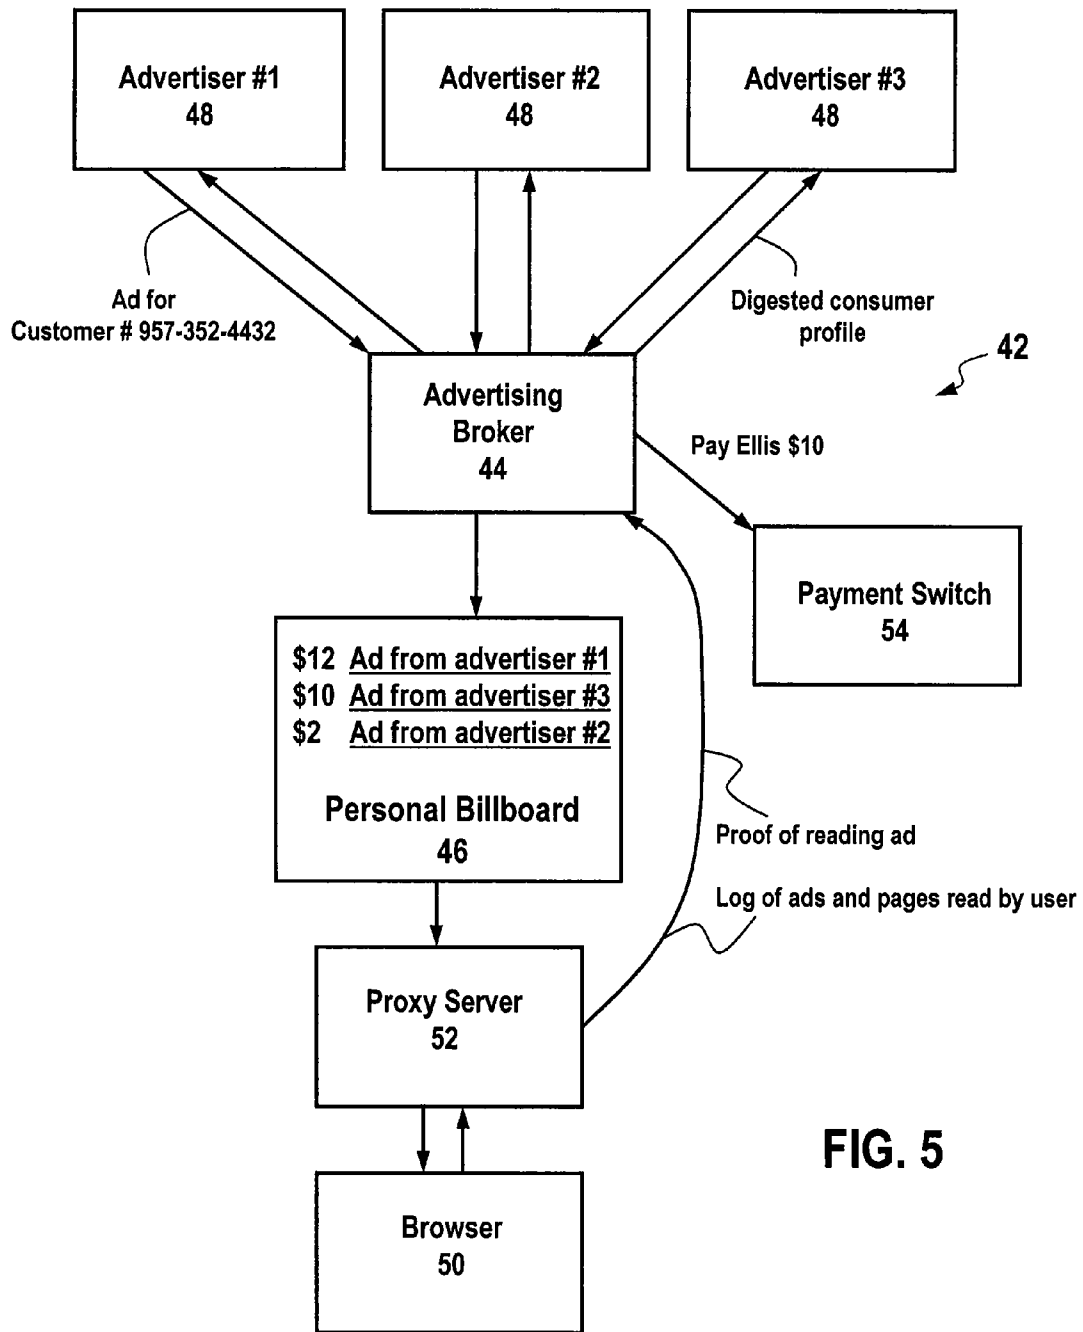 Advertiser #1
48
Advertiser #2
48
Advertiser #3
48
Ad for
Customer # 957-352-4432
Digested consumer
profile
42
Advertising
Broker
44
Pay Ellis $10
Payment Switch
54
$12 Ad from advertiser #1
$10 Ad from advertiser #3
$2 Ad from advertiser #2
Personal Billboard
46
Proof of reading ad
Log of ads and pages read by user
Proxy Server
52
FIG. 5
Browser
50